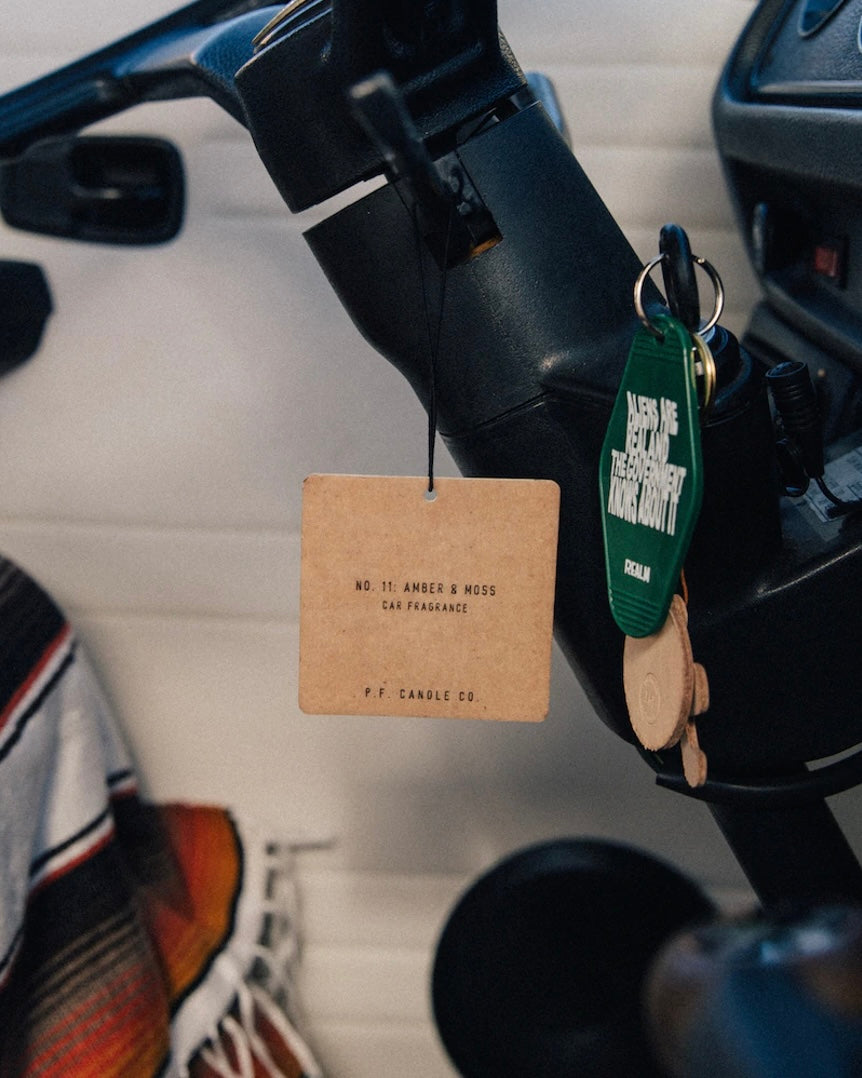 NO. 11: AMBER & MOSS
CAR FRAGRANCE
P.F. CANDLE CO.
ALIENS ARE
REAL AND
THE GOVERNMENT
KNOWS ABOUT IT
REALM